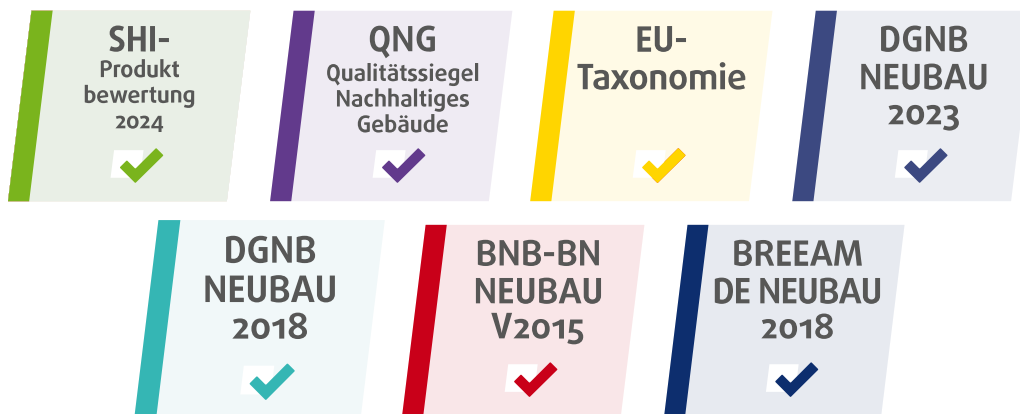 SHI-
Produkt
bewertung
2024
QNG
Qualitätssiegel
Nachhaltiges
Gebäude
EU-
Taxonomie
DGNB
NEUBAU
2023
DGNB
NEUBAU
2018
BNB-BN
NEUBAU
V2015
BREEAM
DE NEUBAU
2018